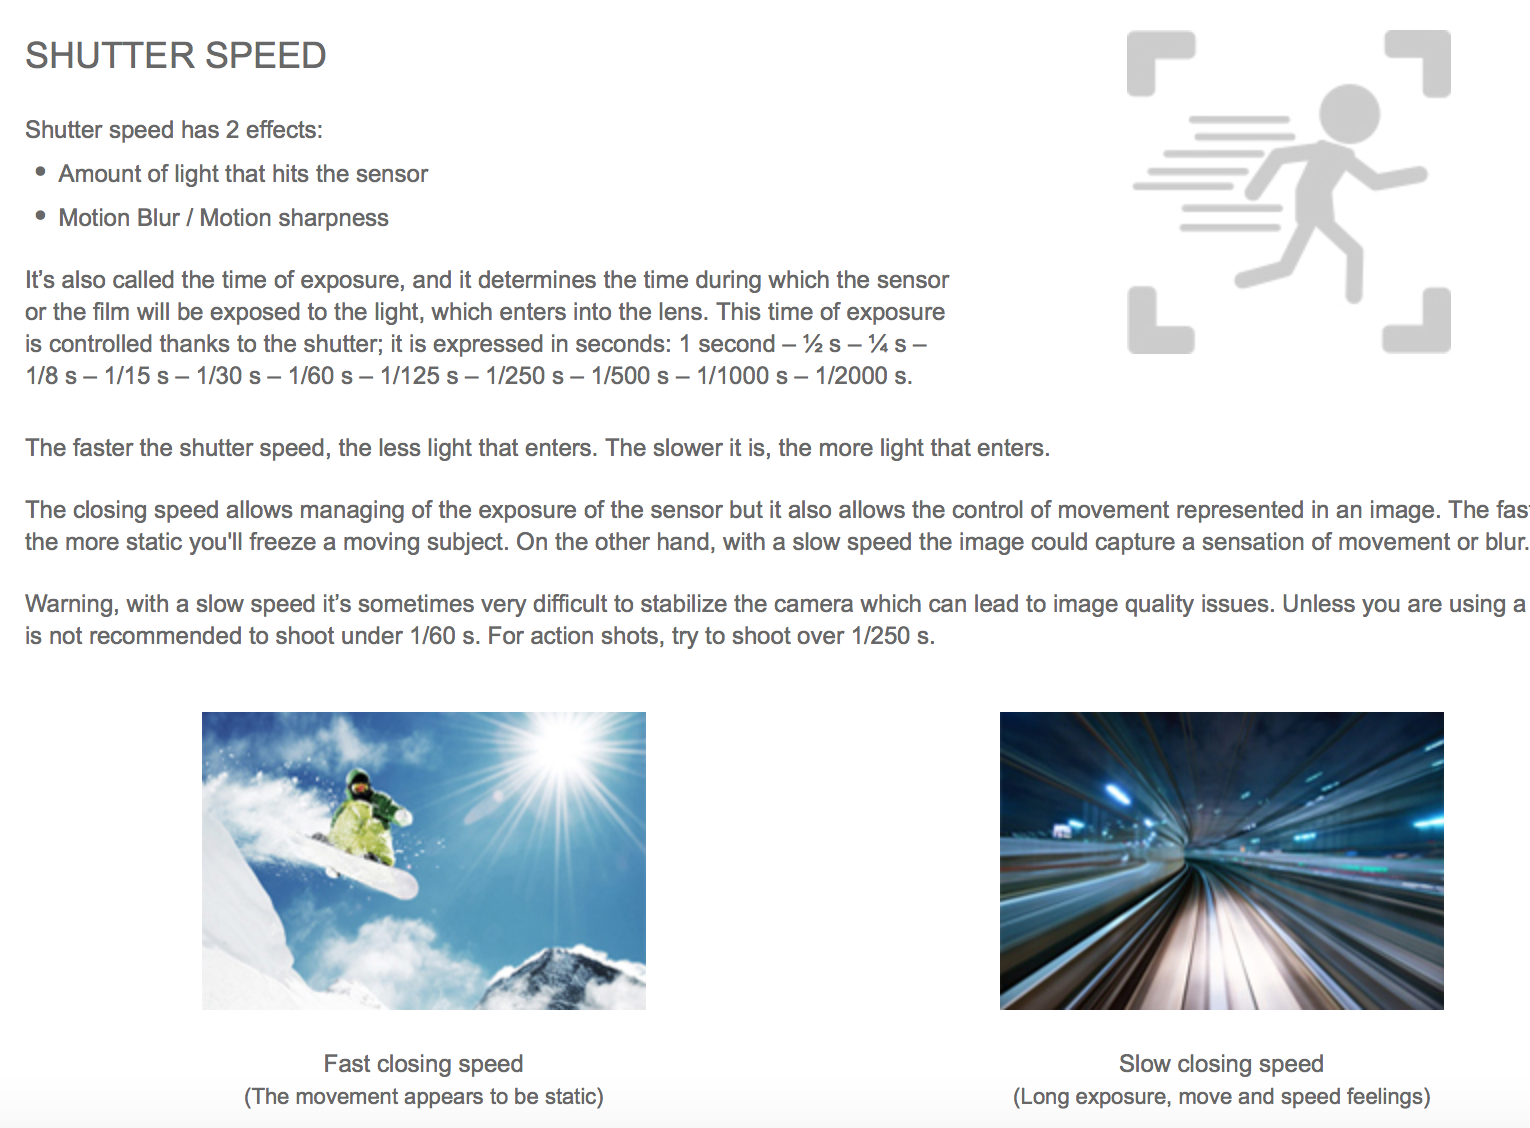 SHUTTER SPEED
Shutter speed has 2 effects:
• Amount of light that hits the sensor
• Motion Blur / Motion sharpness
It’s also called the time of exposure, and it determines the time during which the sensor
or the film will be exposed to the light, which enters into the lens. This time of exposure
is controlled thanks to the shutter; it is expressed in seconds: 1 second – ½ s – ¼ s –
1/8 s – 1/15 s – 1/30 s – 1/60 s – 1/125 s – 1/250 s – 1/500 s – 1/1000 s – 1/2000 s.
The faster the shutter speed, the less light that enters. The slower it is, the more light that enters.
The closing speed allows managing of the exposure of the sensor but it also allows the control of movement represented in an image. The fas
the more static you'll freeze a moving subject. On the other hand, with a slow speed the image could capture a sensation of movement or blur.
Warning, with a slow speed it’s sometimes very difficult to stabilize the camera which can lead to image quality issues. Unless you are using a
is not recommended to shoot under 1/60 s. For action shots, try to shoot over 1/250 s.
Fast closing speed
(The movement appears to be static)
Slow closing speed
(Long exposure, move and speed feelings)